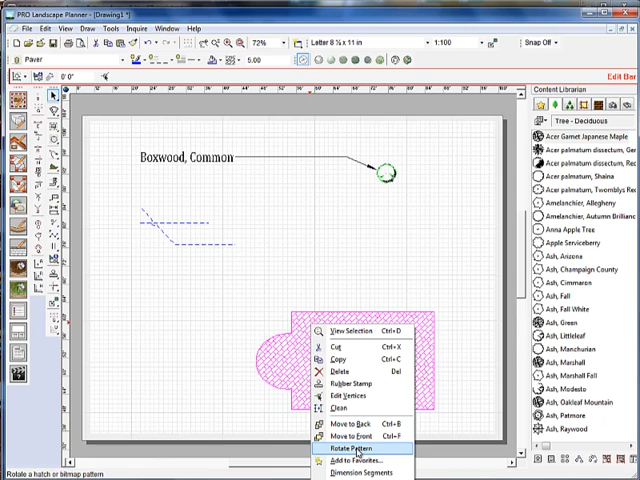 PRO Landscape Planner - [Drawing1 *]
File Edit View Draw Tools Insert Window Help
72% Letter 8 ½ x 11 in 1:100 Snap Off
Paver 5.00
0' 0" Edit Bar
Content Librarian
Tree - Deciduous
Acer Garnet Japanese Maple
Acer palmatum dissectum, Ger
Acer palmatum dissectum, Rec
Acer palmatum, Shaina
Acer palmatum, Twomblys Rec
Amelanchier, Allegheny
Amelanchier, Autumn Brillianc
Anna Apple Tree
Apple Serviceberry
Ash, Arizona
Ash, Champaign County
Ash, Cimmaron
Ash, Fall
Ash, Fall White
Ash, Green
Ash, Littleleaf
Ash, Manchurian
Ash, Marshall
Ash, Marshall Fall
Ash, Modesto
Ash, Oakleaf Mountain
Ash, Patmore
Ash, Raywood
Boxwood, Common
View Selection Ctrl+D
Cut Ctrl+X
Copy Ctrl+C
Delete Del
Rubber Stamp
Edit Vertices
Clean
Move to Back Ctrl+B
Move to Front Ctrl+F
Rotate Pattern
Add to Favorites...
Dimension Segments
Rotate a hatch or bitmap pattern